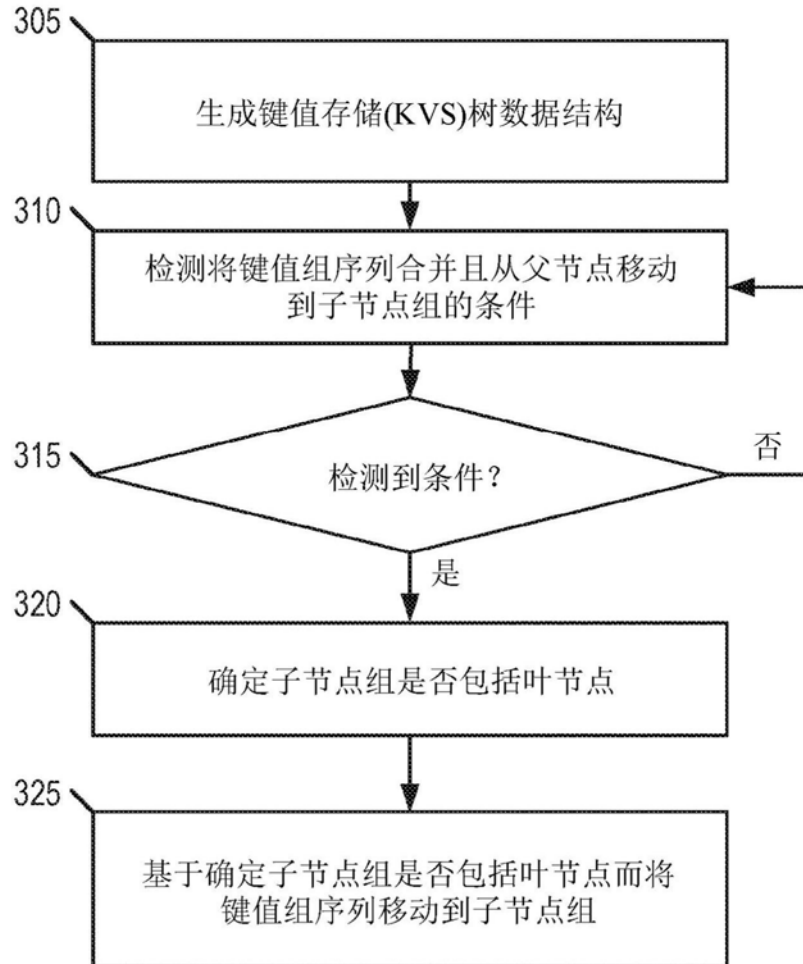 305
生成键值存储(KVS)树数据结构
310
检测将键值组序列合并且从父节点移动
到子节点组的条件
315
检测到条件？
否
是
320
确定子节点组是否包括叶节点
325
基于确定子节点组是否包括叶节点而将
键值组序列移动到子节点组